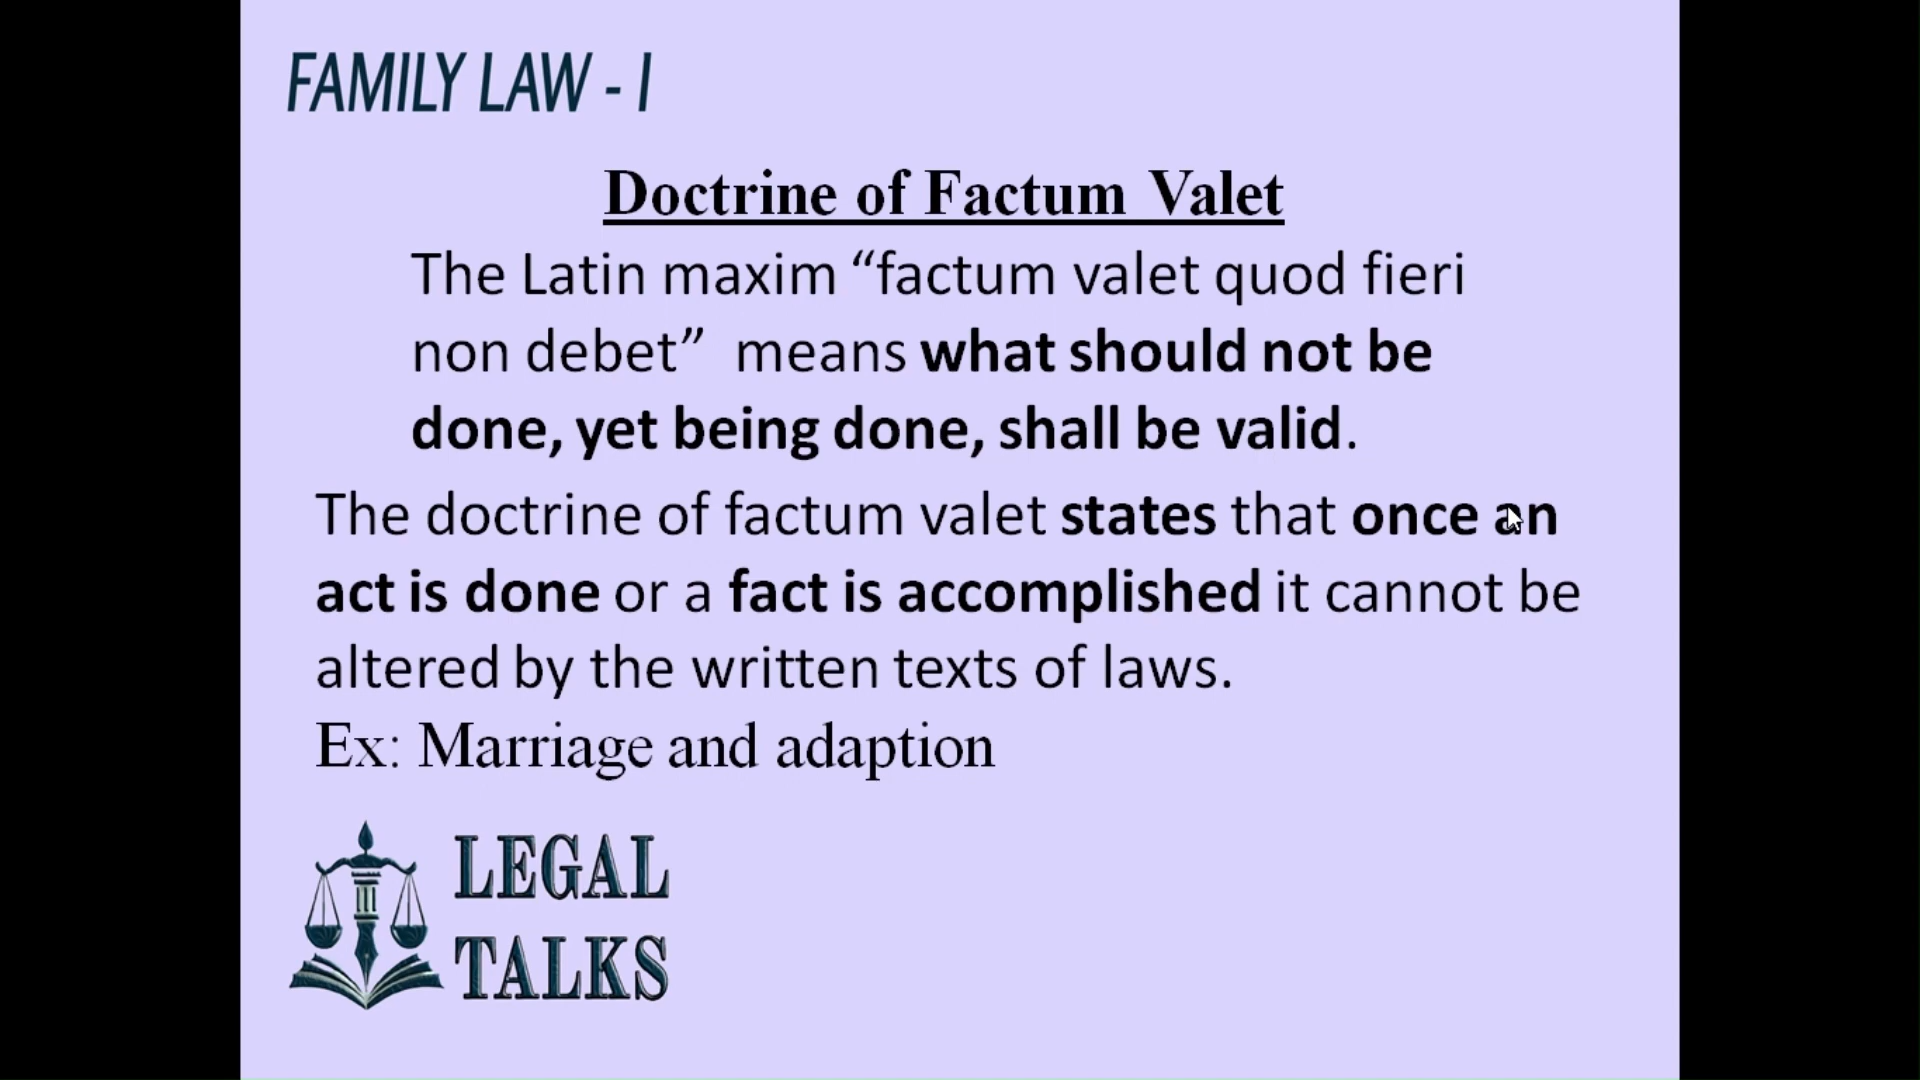 FAMILY LAW - I
Doctrine of Factum Valet
The Latin maxim “factum valet quod fieri
non debet” means what should not be
done, yet being done, shall be valid.
The doctrine of factum valet states that once an
act is done or a fact is accomplished it cannot be
altered by the written texts of laws.
Ex: Marriage and adaption
LEGAL
TALKS